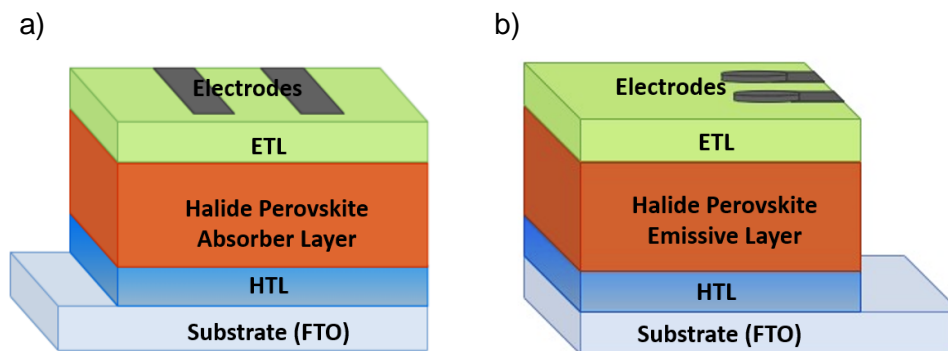 a)
Electrodes
ETL
Halide Perovskite
Absorber Layer
HTL
Substrate (FTO)
b)
Electrodes
ETL
Halide Perovskite
Emissive Layer
HTL
Substrate (FTO)